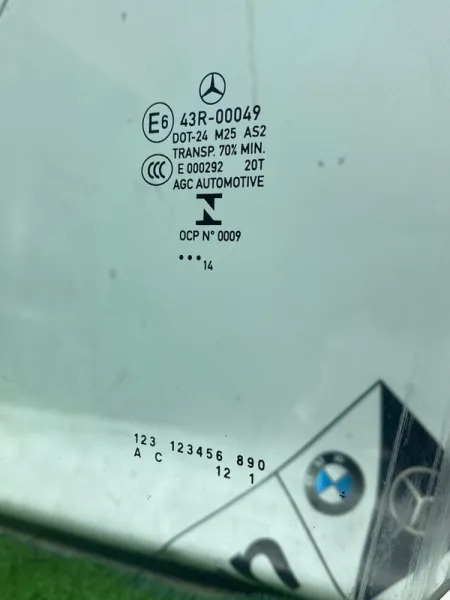 E6 43R-00049
DOT-24 M25 AS2
TRANSP. 70% MIN.
CCC E 000292 20T
AGC AUTOMOTIVE
N
OCP N° 0009
•••14
123 123456 890
A C 12 1
n